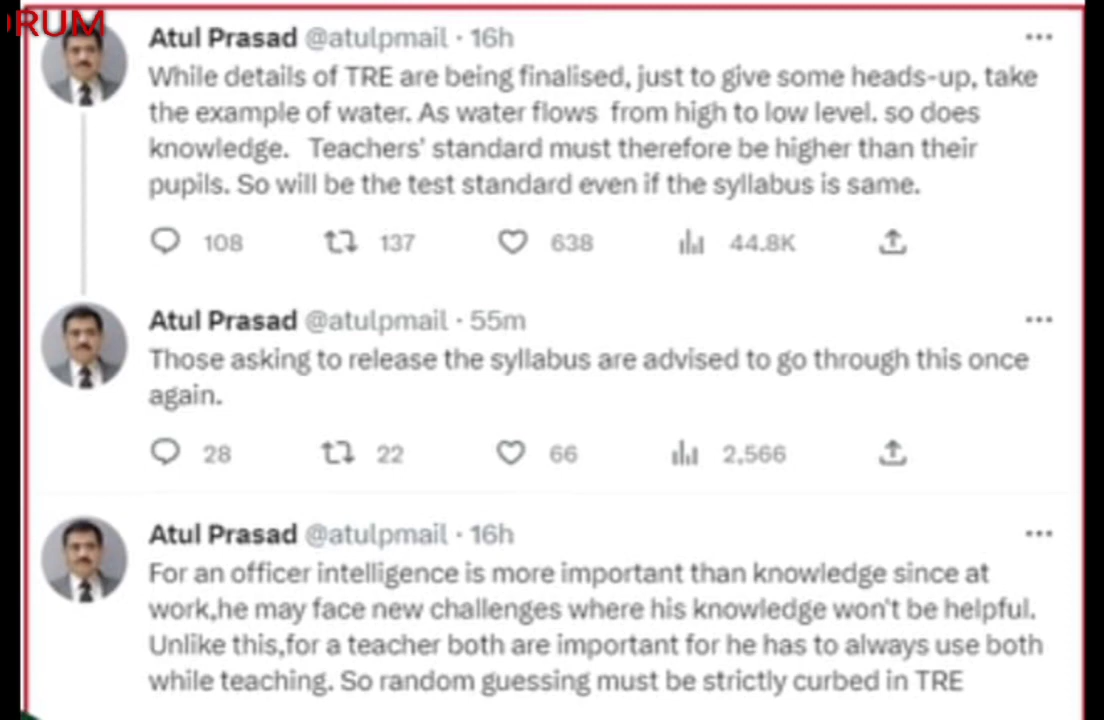 RUM
Atul Prasad @atulpmail · 16h
While details of TRE are being finalised, just to give some heads-up, take
the example of water. As water flows  from high to low level. so does
knowledge.   Teachers' standard must therefore be higher than their
pupils. So will be the test standard even if the syllabus is same.
108 137 638 44.8K
Atul Prasad @atulpmail · 55m
Those asking to release the syllabus are advised to go through this once
again.
28 22 66 2,566
Atul Prasad @atulpmail · 16h
For an officer intelligence is more important than knowledge since at
work,he may face new challenges where his knowledge won't be helpful.
Unlike this,for a teacher both are important for he has to always use both
while teaching. So random guessing must be strictly curbed in TRE